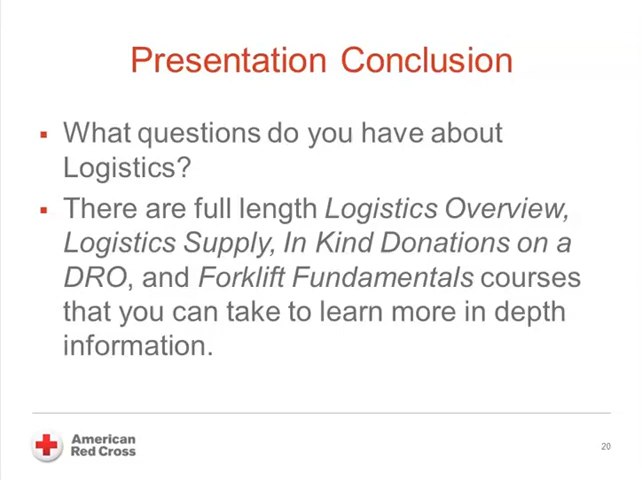 Presentation Conclusion
▪ What questions do you have about
Logistics?
▪ There are full length Logistics Overview,
Logistics Supply, In Kind Donations on a
DRO, and Forklift Fundamentals courses
that you can take to learn more in depth
information.
American
Red Cross
20